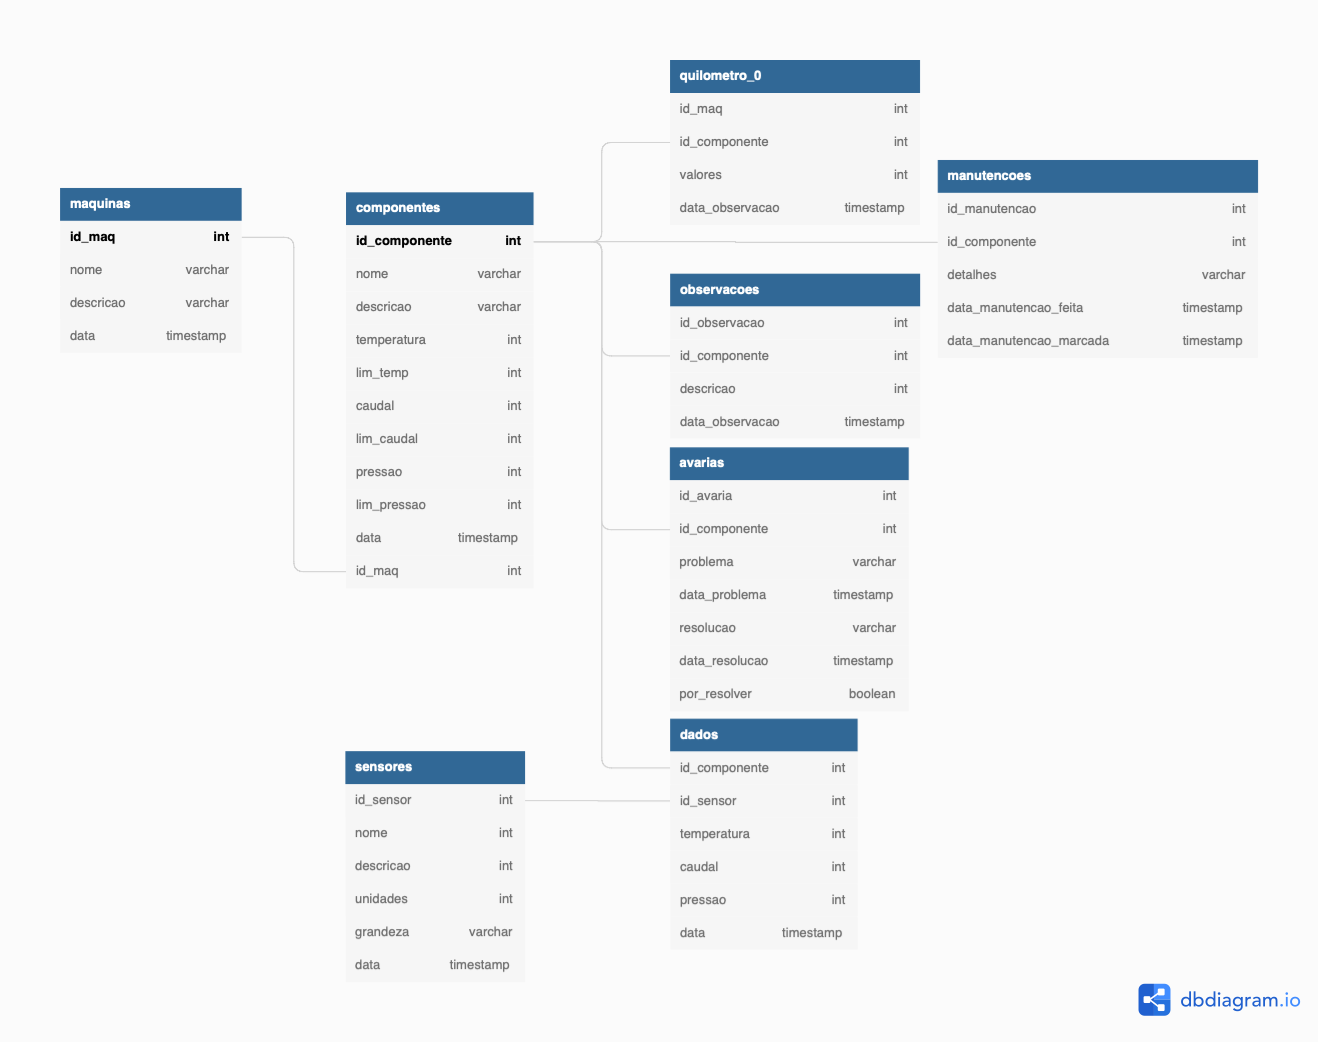 maquinas
id_maq int
nome varchar
descricao varchar
data timestamp
componentes
id_componente int
nome varchar
descricao varchar
temperatura int
lim_temp int
caudal int
lim_caudal int
pressao int
lim_pressao int
data timestamp
id_maq int
quilometro_0
id_maq int
id_componente int
valores int
data_observacao timestamp
manutencoes
id_manutencao int
id_componente int
detalhes varchar
data_manutencao_feita timestamp
data_manutencao_marcada timestamp
observacoes
id_observacao int
id_componente int
descricao int
data_observacao timestamp
avarias
id_avaria int
id_componente int
problema varchar
data_problema timestamp
resolucao varchar
data_resolucao timestamp
por_resolver boolean
sensores
id_sensor int
nome int
descricao int
unidades int
grandeza varchar
data timestamp
dados
id_componente int
id_sensor int
temperatura int
caudal int
pressao int
data timestamp
dbdiagram.io